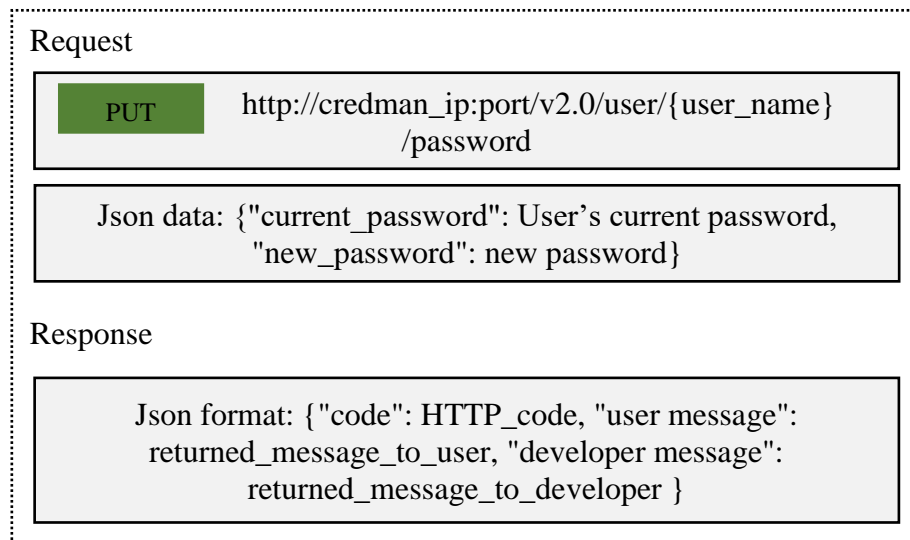 Request
PUT
http://credman_ip:port/v2.0/user/{user_name}
/password
Json data: {"current_password": User’s current password,
"new_password": new password}
Response
Json format: {"code": HTTP_code, "user message":
returned_message_to_user, "developer message":
returned_message_to_developer }